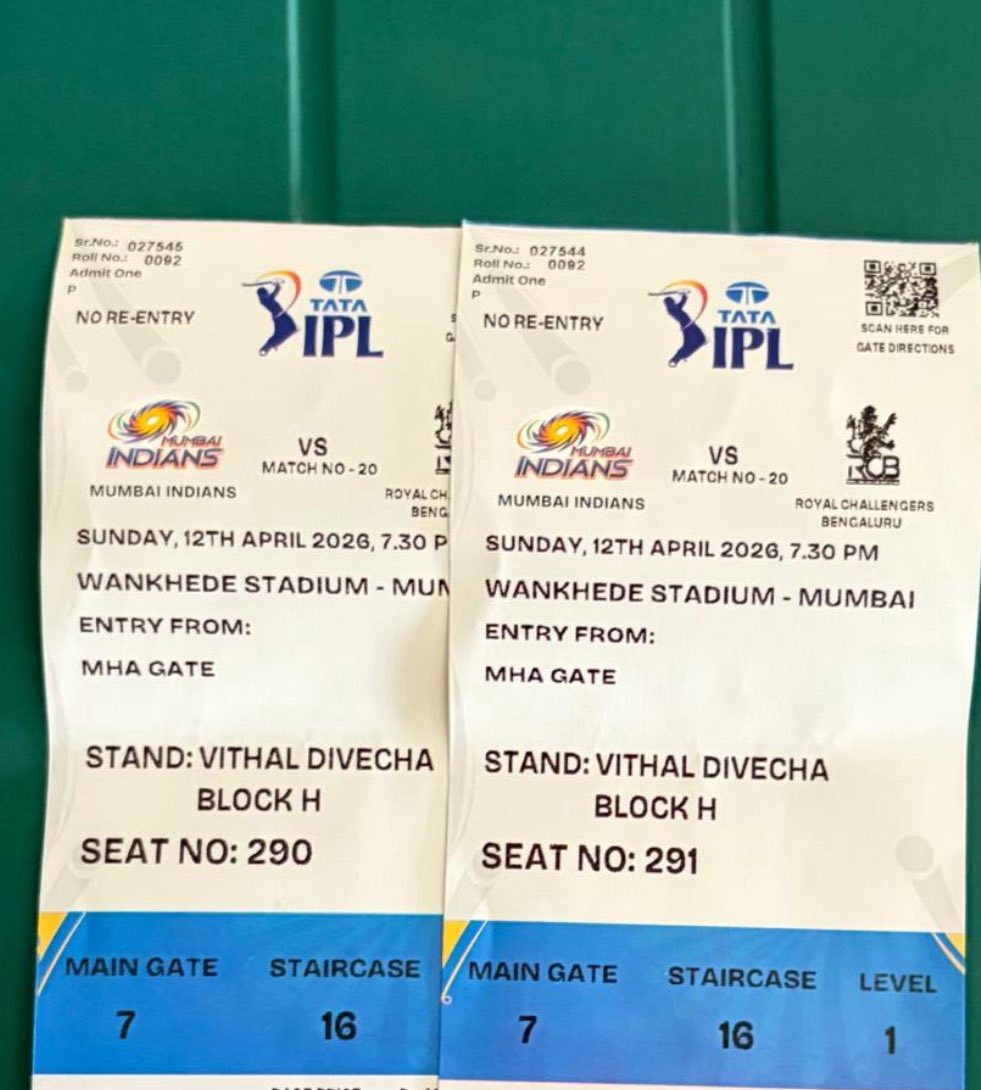 Sr.No.: 027545
Roll No.: 0092
Admit One
P
NO RE-ENTRY
TATA
IPL
MUMBAI
INDIANS
VS
MATCH NO - 20
MUMBAI INDIANS
ROYAL CH
BENG
SUNDAY, 12TH APRIL 2026, 7.30 P
WANKHEDE STADIUM - MUM
ENTRY FROM:
MHA GATE
STAND: VITHAL DIVECHA
BLOCK H
SEAT NO: 290
MAIN GATE STAIRCASE
7 16
Sr.No.: 027544
Roll No.: 0092
Admit One
P
NO RE-ENTRY
TATA
IPL
SCAN HERE FOR
GATE DIRECTIONS
MUMBAI
INDIANS
VS
MATCH NO - 20
RCB
MUMBAI INDIANS
ROYAL CHALLENGERS
BENGALURU
SUNDAY, 12TH APRIL 2026, 7.30 PM
WANKHEDE STADIUM - MUMBAI
ENTRY FROM:
MHA GATE
STAND: VITHAL DIVECHA
BLOCK H
SEAT NO: 291
MAIN GATE STAIRCASE LEVEL
7 16 1